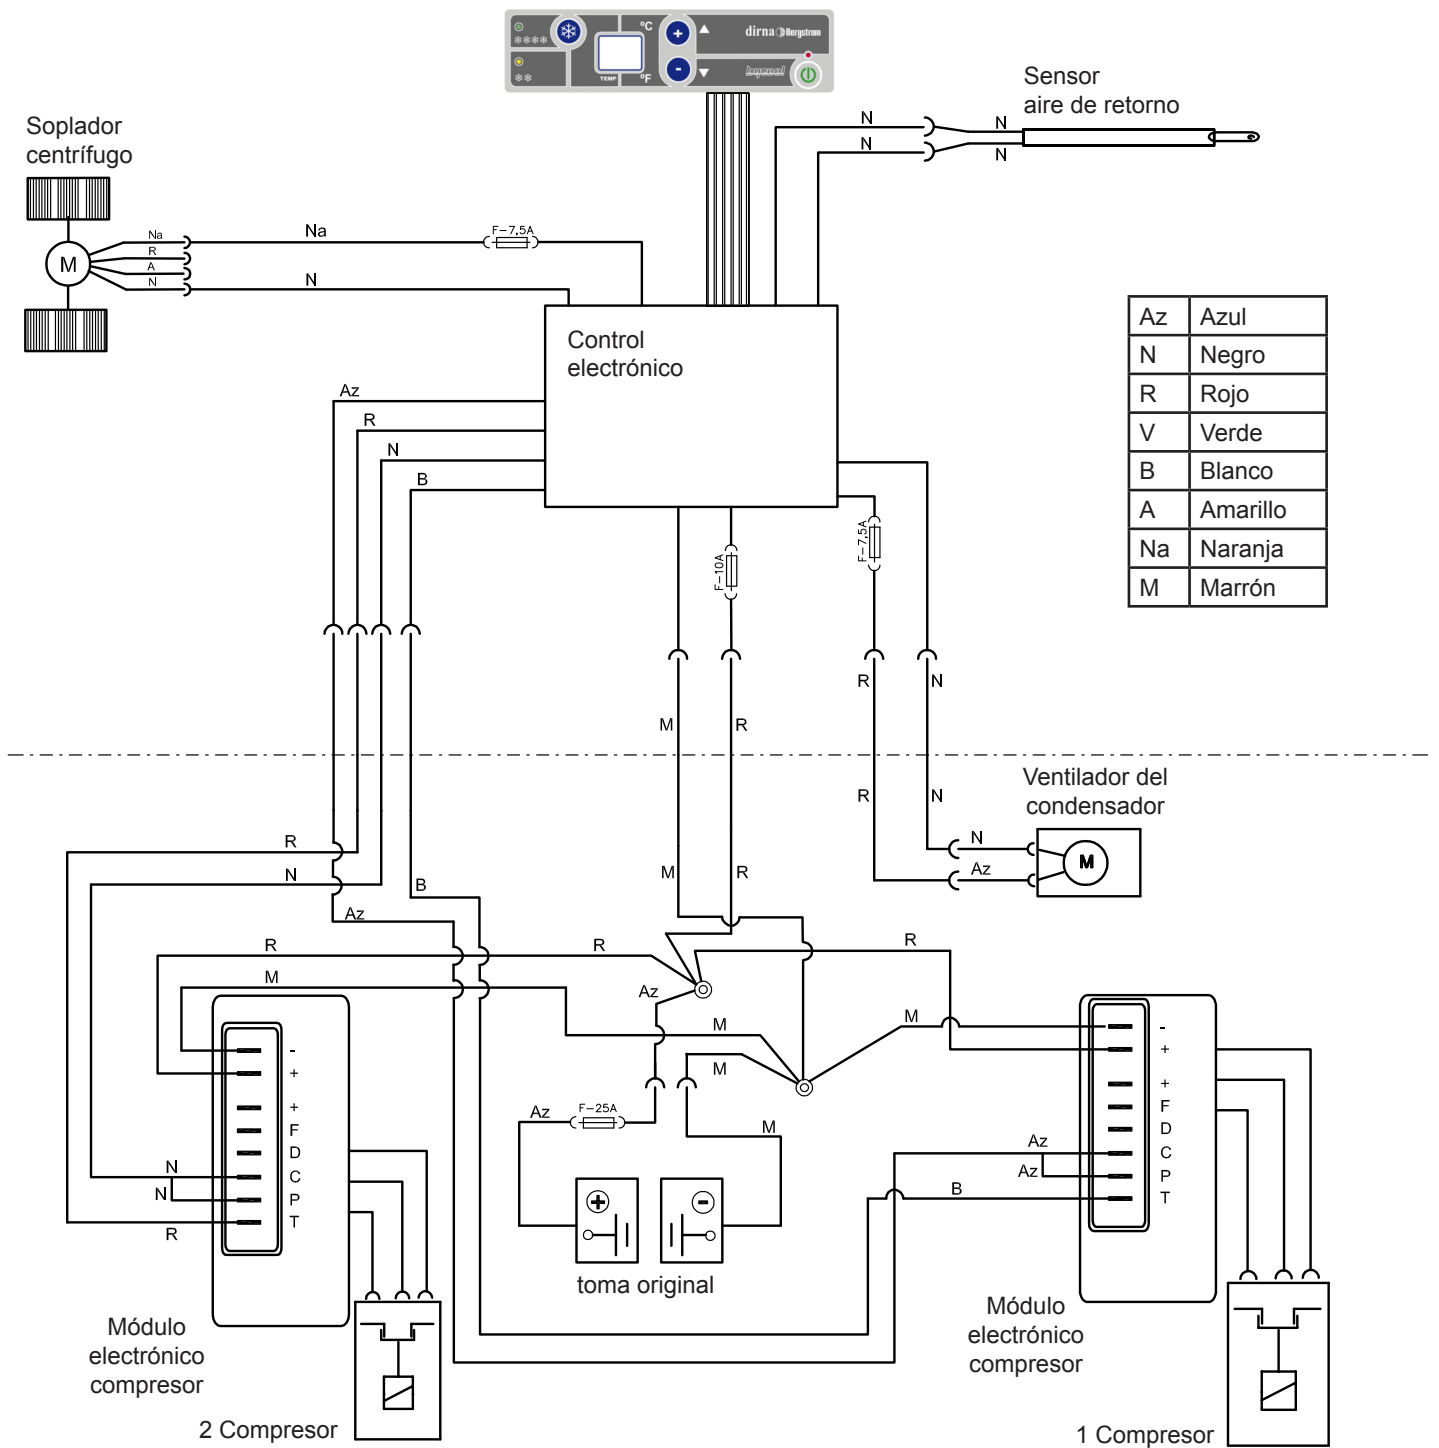 °C
+
dirna Bergstrom
TEMP
°F
-
bycool
Sensor
aire de retorno
N
N
N
N
Soplador
centrífugo
M
Na
R
A
N
Na
F-7,5A
N
Control
electrónico
Az Azul
N Negro
R Rojo
V Verde
B Blanco
A Amarillo
Na Naranja
M Marrón
Az
R
N
B
F-10A
F-7,5A
R
N
M
R
Ventilador del
condensador
R
N
N
Az
M
R
N
B
Az
M
R
R
R
R
M
Az
M
M
M
-
+
+
F
D
C
P
T
N
N
R
Az
F-25A
M
+
-
toma original
-
+
+
F
D
C
P
T
Az
Az
B
Módulo
electrónico
compresor
2 Compresor
Módulo
electrónico
compresor
1 Compresor